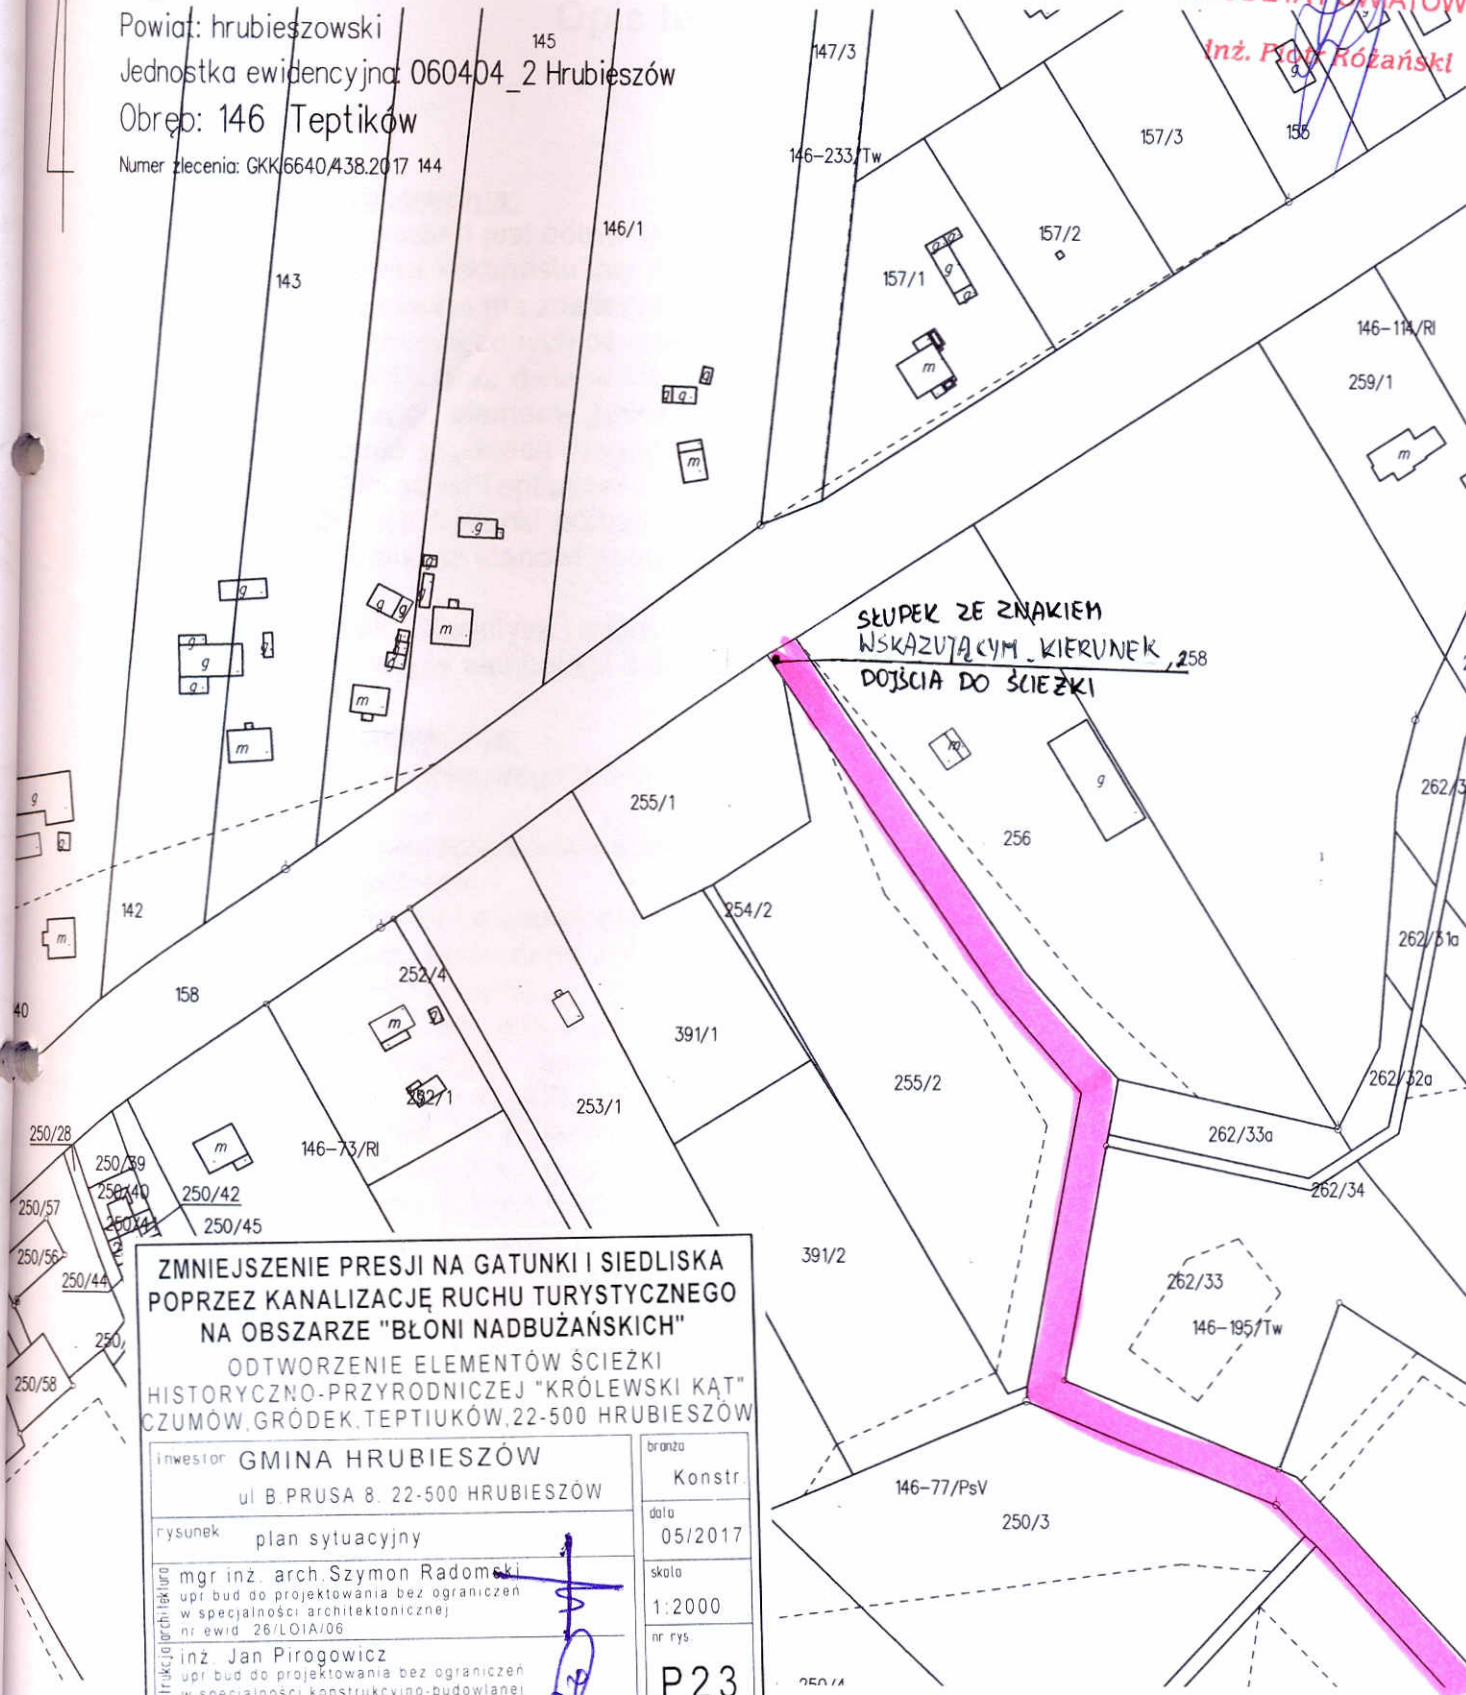 Powiat: hrubieszowski
Jednostka ewidencyjna: 060404_2 Hrubieszów
Obręb: 146 Teptików
Numer zlecenia: GKK.6640.438.2017 144
inż. Piotr Różański
145
147/3
146-233/Tw
157/3
155
146/1
143
157/2
157/1
g
g
g
g
m
146-114/RI
259/1
m
g
g
g
m
g
g
g
g
g
g
m
g
g
g
g
m
m
SŁUPEK ZE ZNAKIEM
WSKAZUJĄCYM KIERUNEK
DOJŚCIA DO ŚCIEŻKI
258
m
g
255/1
256
262/3
g
g
m
142
254/2
262/31a
158
252/4
40
m
391/1
255/2
262/32a
252/1
253/1
262/33a
250/28
m
146-73/RI
250/39
250/40
250/42
262/34
250/57
250/41
250/45
250/56
391/2
250/44
262/33
146-195/Tw
250/58
146-77/PsV
250/3
250/4
ZMNIEJSZENIE PRESJI NA GATUNKI I SIEDLISKA
POPRZEZ KANALIZACJĘ RUCHU TURYSTYCZNEGO
NA OBSZARZE "BŁONI NADBUŻAŃSKICH"
ODTWORZENIE ELEMENTÓW ŚCIEŻKI
HISTORYCZNO-PRZYRODNICZEJ "KRÓLEWSKI KĄT"
CZUMÓW, GRÓDEK, TEPTIUKÓW, 22-500 HRUBIESZÓW
inwestor GMINA HRUBIESZÓW
ul B.PRUSA 8. 22-500 HRUBIESZÓW
branża
Konstr.
rysunek plan sytuacyjny
data
05/2017
architektura
mgr inż. arch. Szymon Radomski
upr bud do projektowania bez ograniczeń
w specjalności architektonicznej
nr ewid 26/LOIA/06
skala
1:2000
inż. Jan Pirogowicz
upr bud do projektowania bez ograniczeń
w specjalności konstrukcyjno-budowlanej
nr rys.
P23